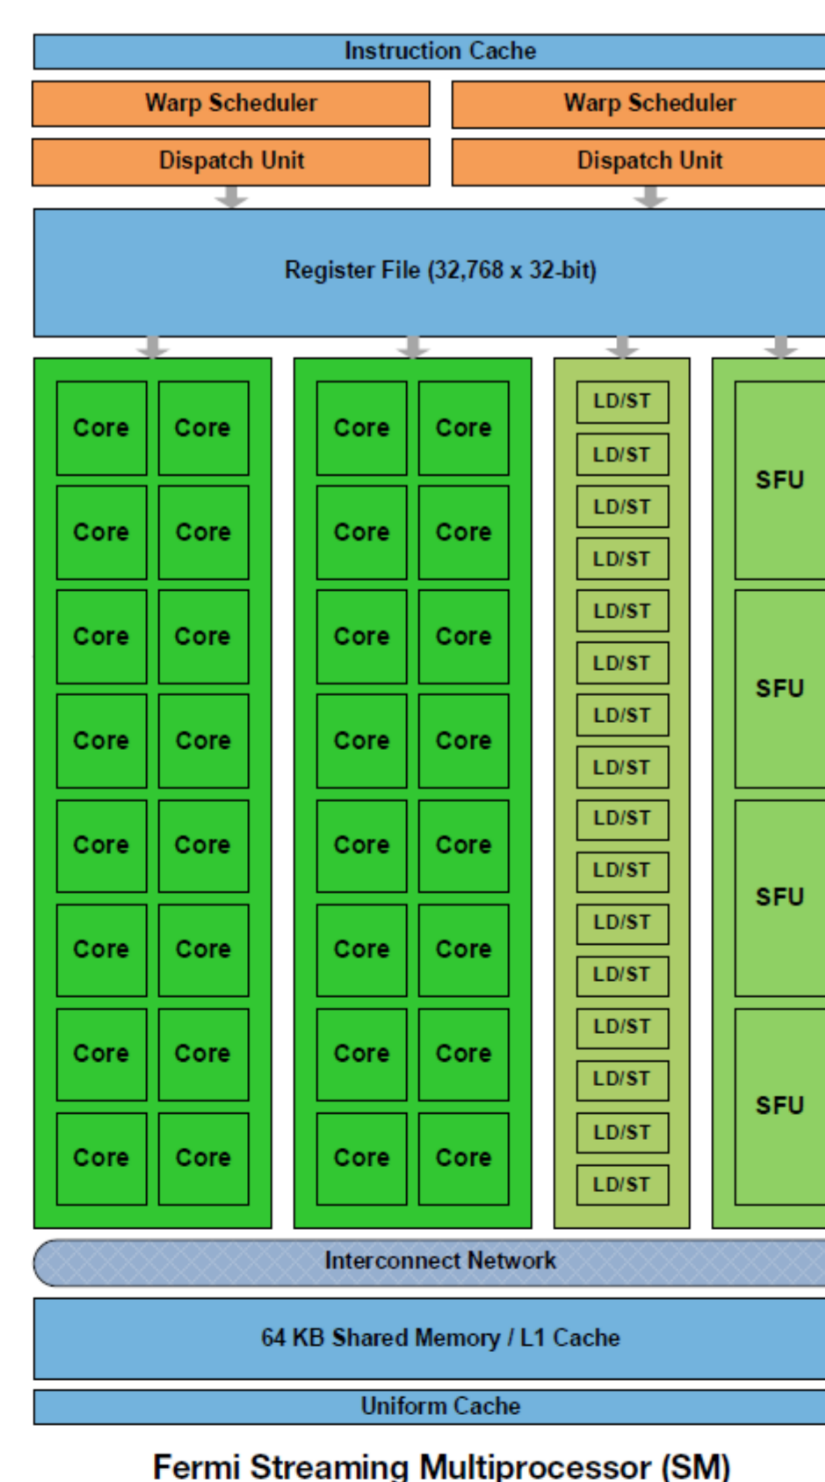 Instruction Cache
Warp Scheduler Warp Scheduler
Dispatch Unit Dispatch Unit
Register File (32,768 x 32-bit)
Core Core Core Core LD/ST
LD/ST
SFU
Core Core Core Core LD/ST
LD/ST
Core Core Core Core LD/ST
LD/ST
SFU
Core Core Core Core LD/ST
LD/ST
Core Core Core Core LD/ST
LD/ST
SFU
Core Core Core Core LD/ST
LD/ST
Core Core Core Core LD/ST
LD/ST
SFU
Core Core Core Core LD/ST
LD/ST
Interconnect Network
64 KB Shared Memory / L1 Cache
Uniform Cache
Fermi Streaming Multiprocessor (SM)